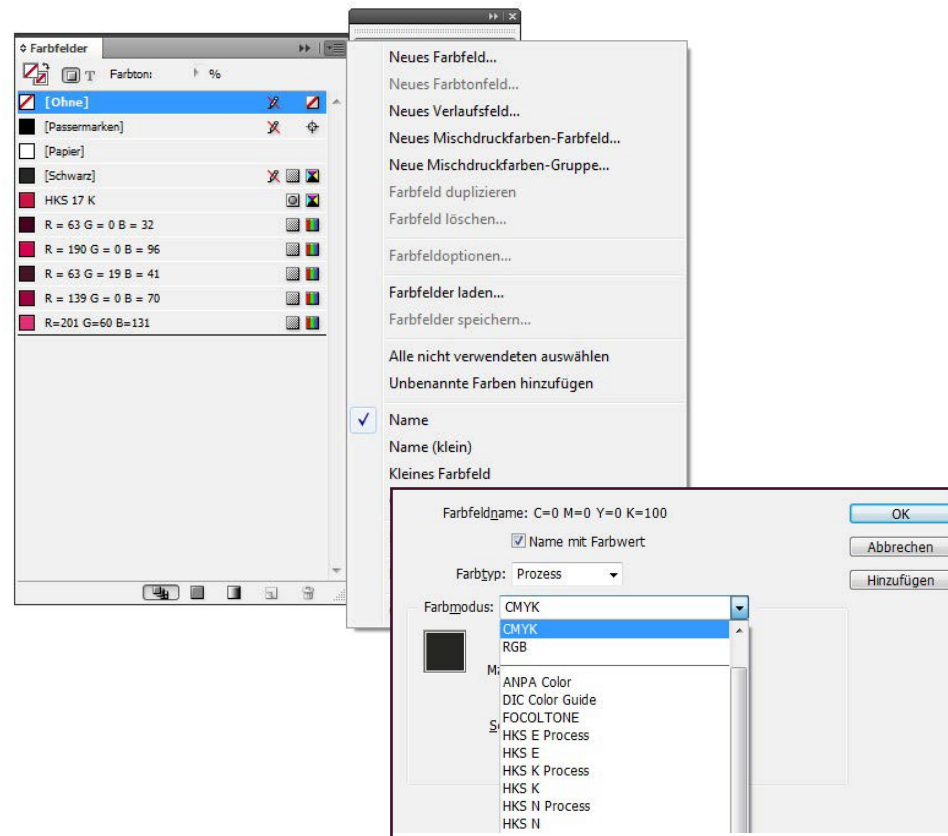 Farbfelder
T Farbton: %
[Ohne]
[Passermarken]
[Papier]
[Schwarz]
HKS 17 K
R = 63 G = 0 B = 32
R = 190 G = 0 B = 96
R = 63 G = 19 B = 41
R = 139 G = 0 B = 70
R=201 G=60 B=131
Neues Farbfeld...
Neues Farbtonfeld...
Neues Verlaufsfeld...
Neues Mischdruckfarben-Farbfeld...
Neue Mischdruckfarben-Gruppe...
Farbfeld duplizieren
Farbfeld löschen...
Farbfeldoptionen...
Farbfelder laden...
Farbfelder speichern...
Alle nicht verwendeten auswählen
Unbenannte Farben hinzufügen
Name
Name (klein)
Kleines Farbfeld
Farbfeldname: C=0 M=0 Y=0 K=100
Name mit Farbwert
Farbtyp: Prozess
Farbmodus: CMYK
CMYK
RGB
ANPA Color
DIC Color Guide
FOCOLTONE
HKS E Process
HKS E
HKS K Process
HKS K
HKS N Process
HKS N
OK
Abbrechen
Hinzufügen